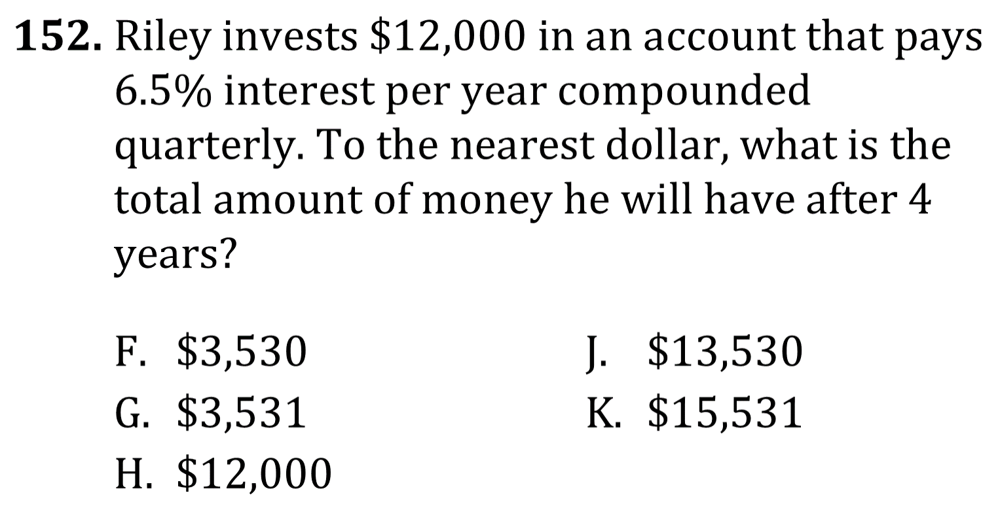 152. Riley invests $12,000 in an account that pays
6.5% interest per year compounded
quarterly. To the nearest dollar, what is the
total amount of money he will have after 4
years?
F. $3,530
G. $3,531
H. $12,000
J. $13,530
K. $15,531